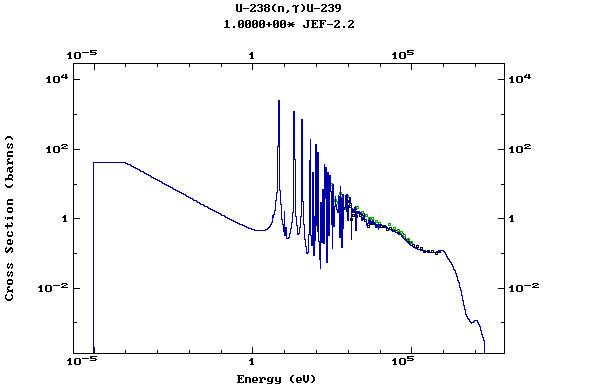 U-238(n,γ)U-239
1.0000+00* JEF-2.2
10⁻⁵ 1 10⁵
10⁴ 10⁴
10² 10²
1 1
10⁻² 10⁻²
10⁻⁵ 1 10⁵
Cross Section (barns)
Energy (eV)